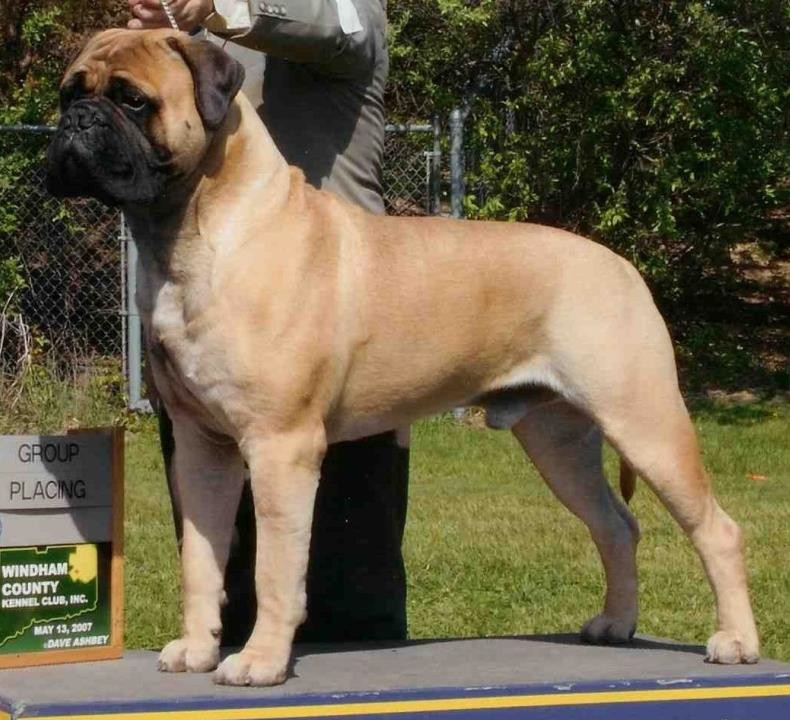 GROUP
PLACING
WINDHAM
COUNTY
KENNEL CLUB, INC.
MAY 13, 2007
©DAVE ASHBEY